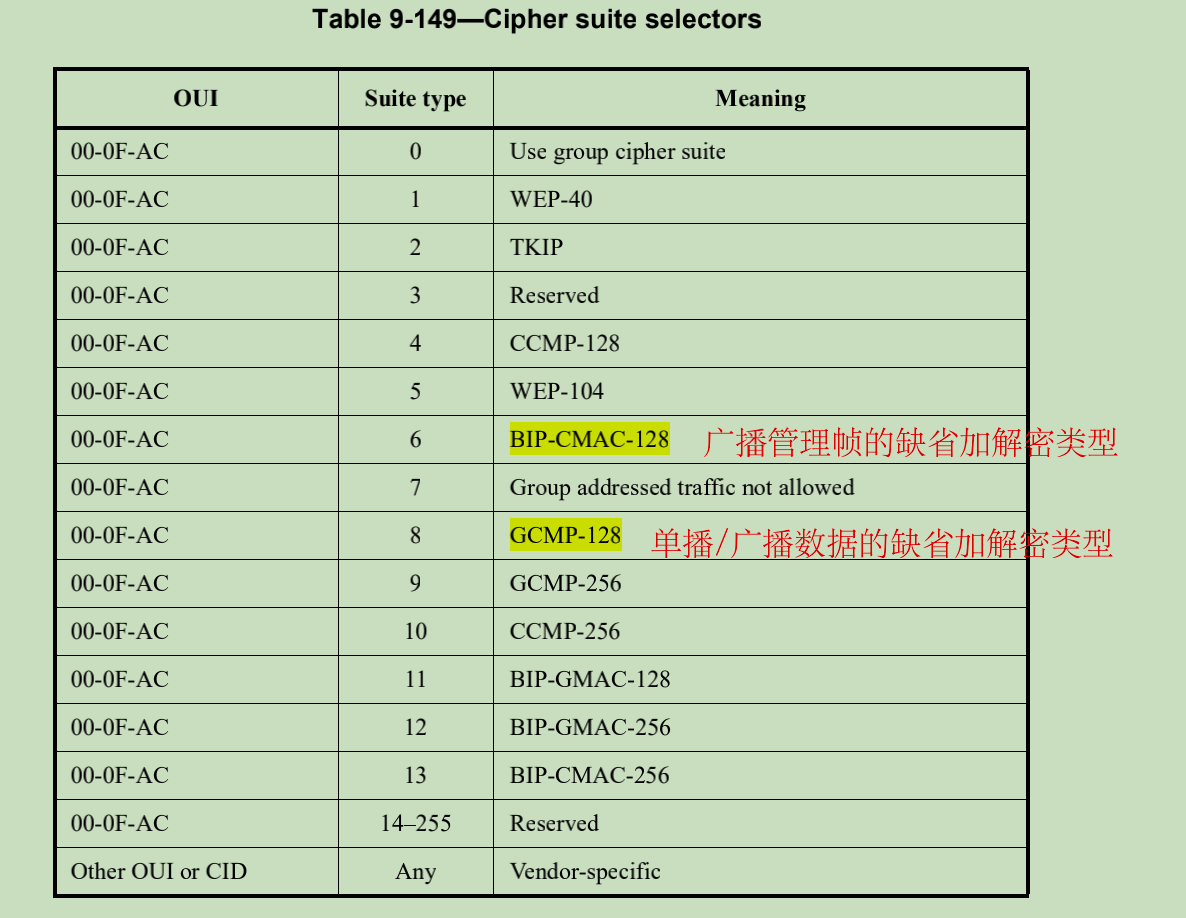 Table 9-149—Cipher suite selectors
OUI Suite type Meaning
00-0F-AC 0 Use group cipher suite
00-0F-AC 1 WEP-40
00-0F-AC 2 TKIP
00-0F-AC 3 Reserved
00-0F-AC 4 CCMP-128
00-0F-AC 5 WEP-104
00-0F-AC 6 BIP-CMAC-128 广播管理帧的缺省加解密类型
00-0F-AC 7 Group addressed traffic not allowed
00-0F-AC 8 GCMP-128 单播/广播数据的缺省加解密类型
00-0F-AC 9 GCMP-256
00-0F-AC 10 CCMP-256
00-0F-AC 11 BIP-GMAC-128
00-0F-AC 12 BIP-GMAC-256
00-0F-AC 13 BIP-CMAC-256
00-0F-AC 14–255 Reserved
Other OUI or CID Any Vendor-specific